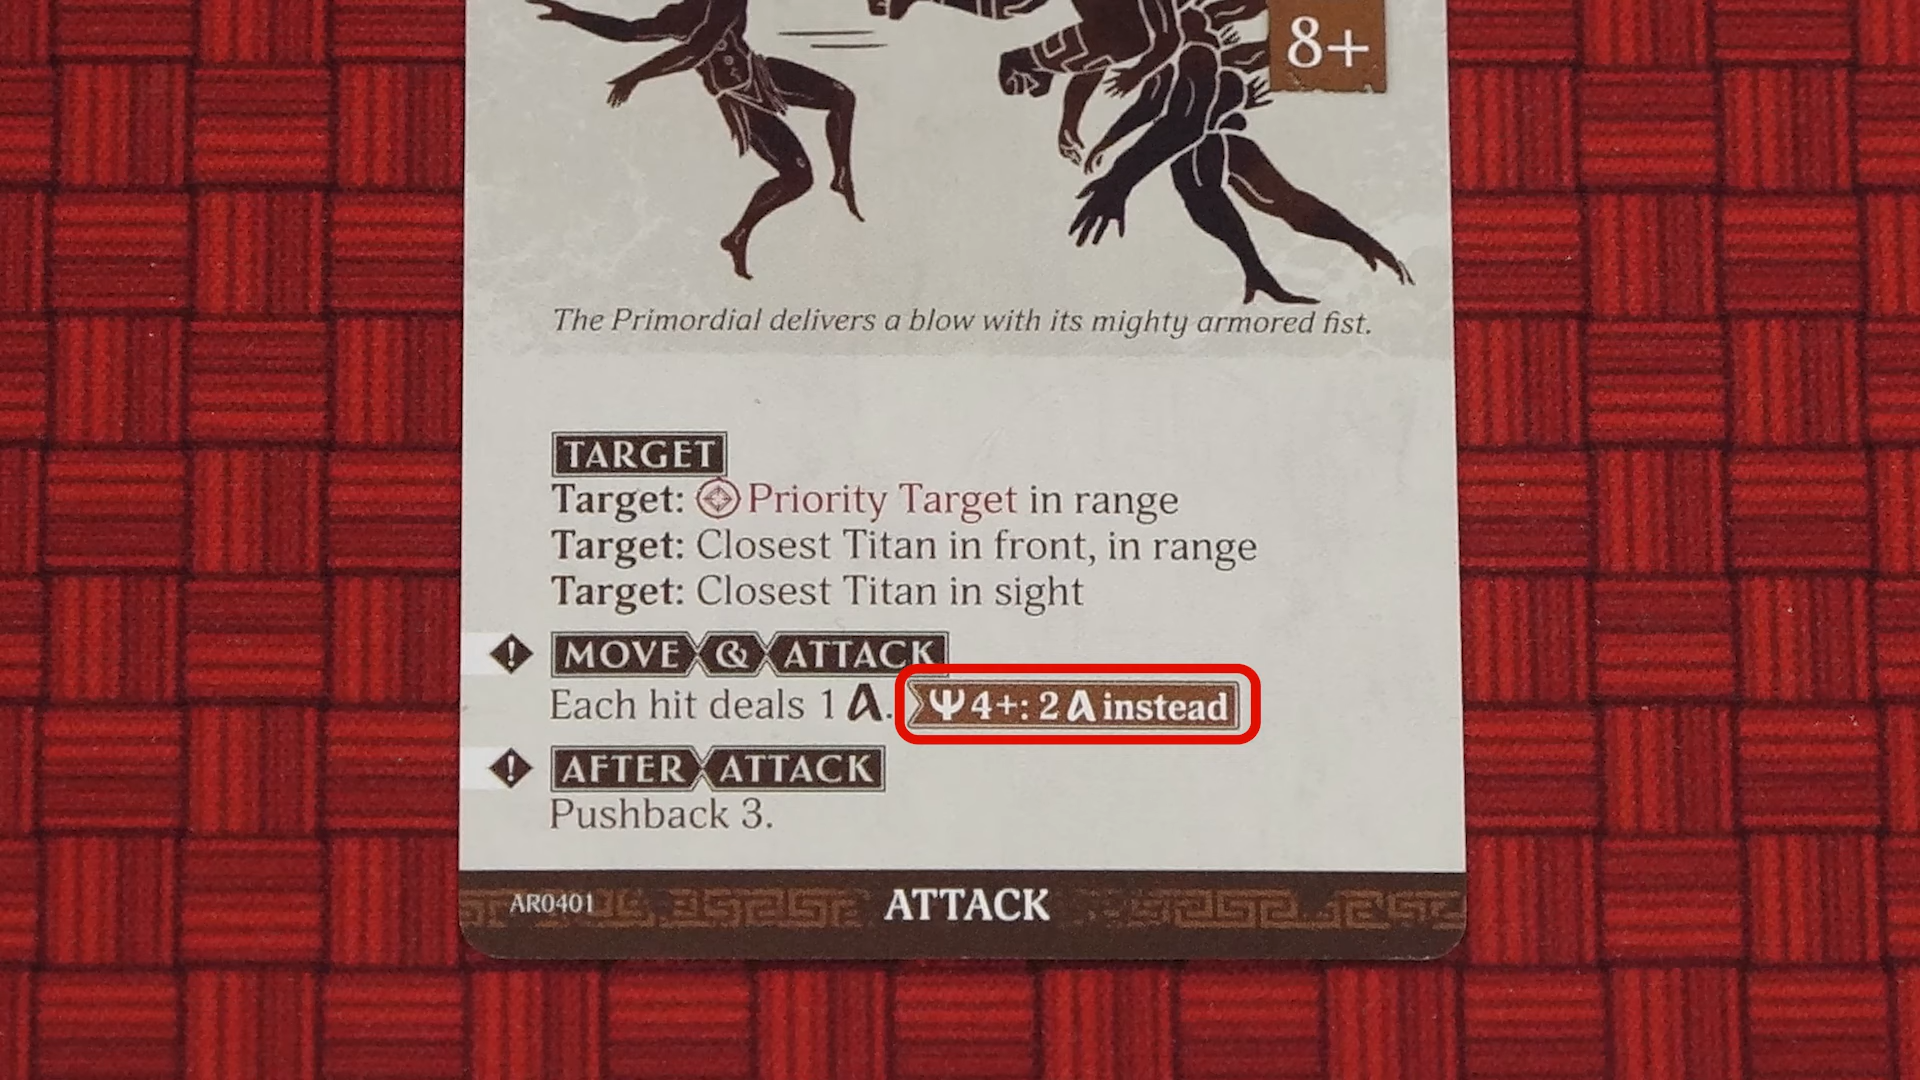 8+
The Primordial delivers a blow with its mighty armored fist.
TARGET
Target: Priority Target in range
Target: Closest Titan in front, in range
Target: Closest Titan in sight
! MOVE & ATTACK
Each hit deals 1 A. Ψ 4+: 2 A instead
! AFTER ATTACK
Pushback 3.
AR0401 ATTACK